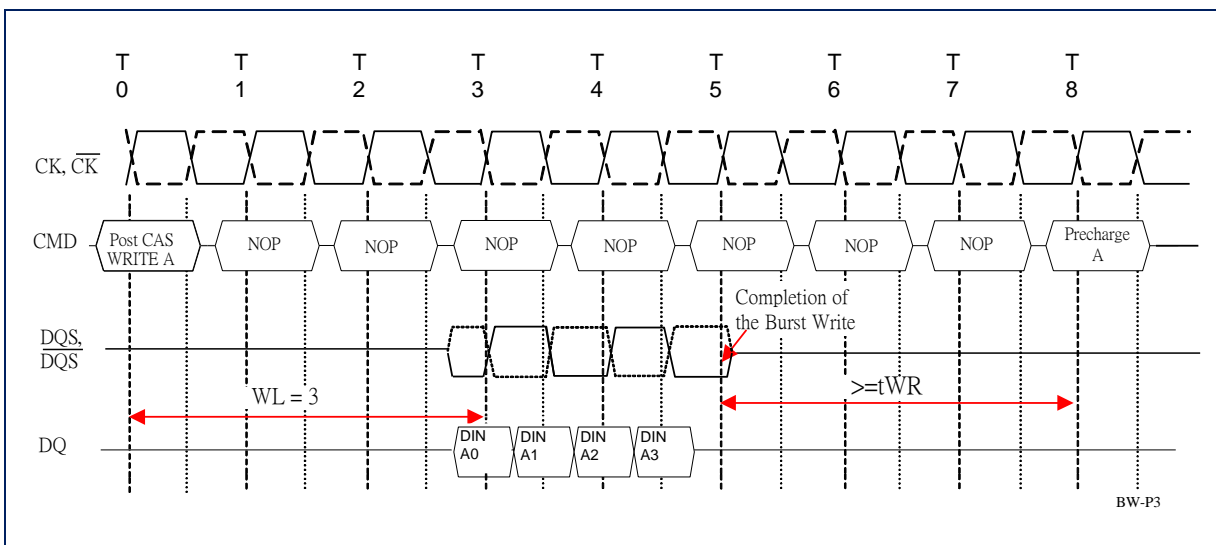 T T T T T T T T T
0 1 2 3 4 5 6 7 8
CK, CK
CMD
Post CAS
WRITE A
NOP
NOP
NOP
NOP
NOP
NOP
NOP
Precharge
A
Completion of
the Burst Write
DQS,
DQS
WL = 3
>=tWR
DQ
DIN
A0
DIN
A1
DIN
A2
DIN
A3
BW-P3